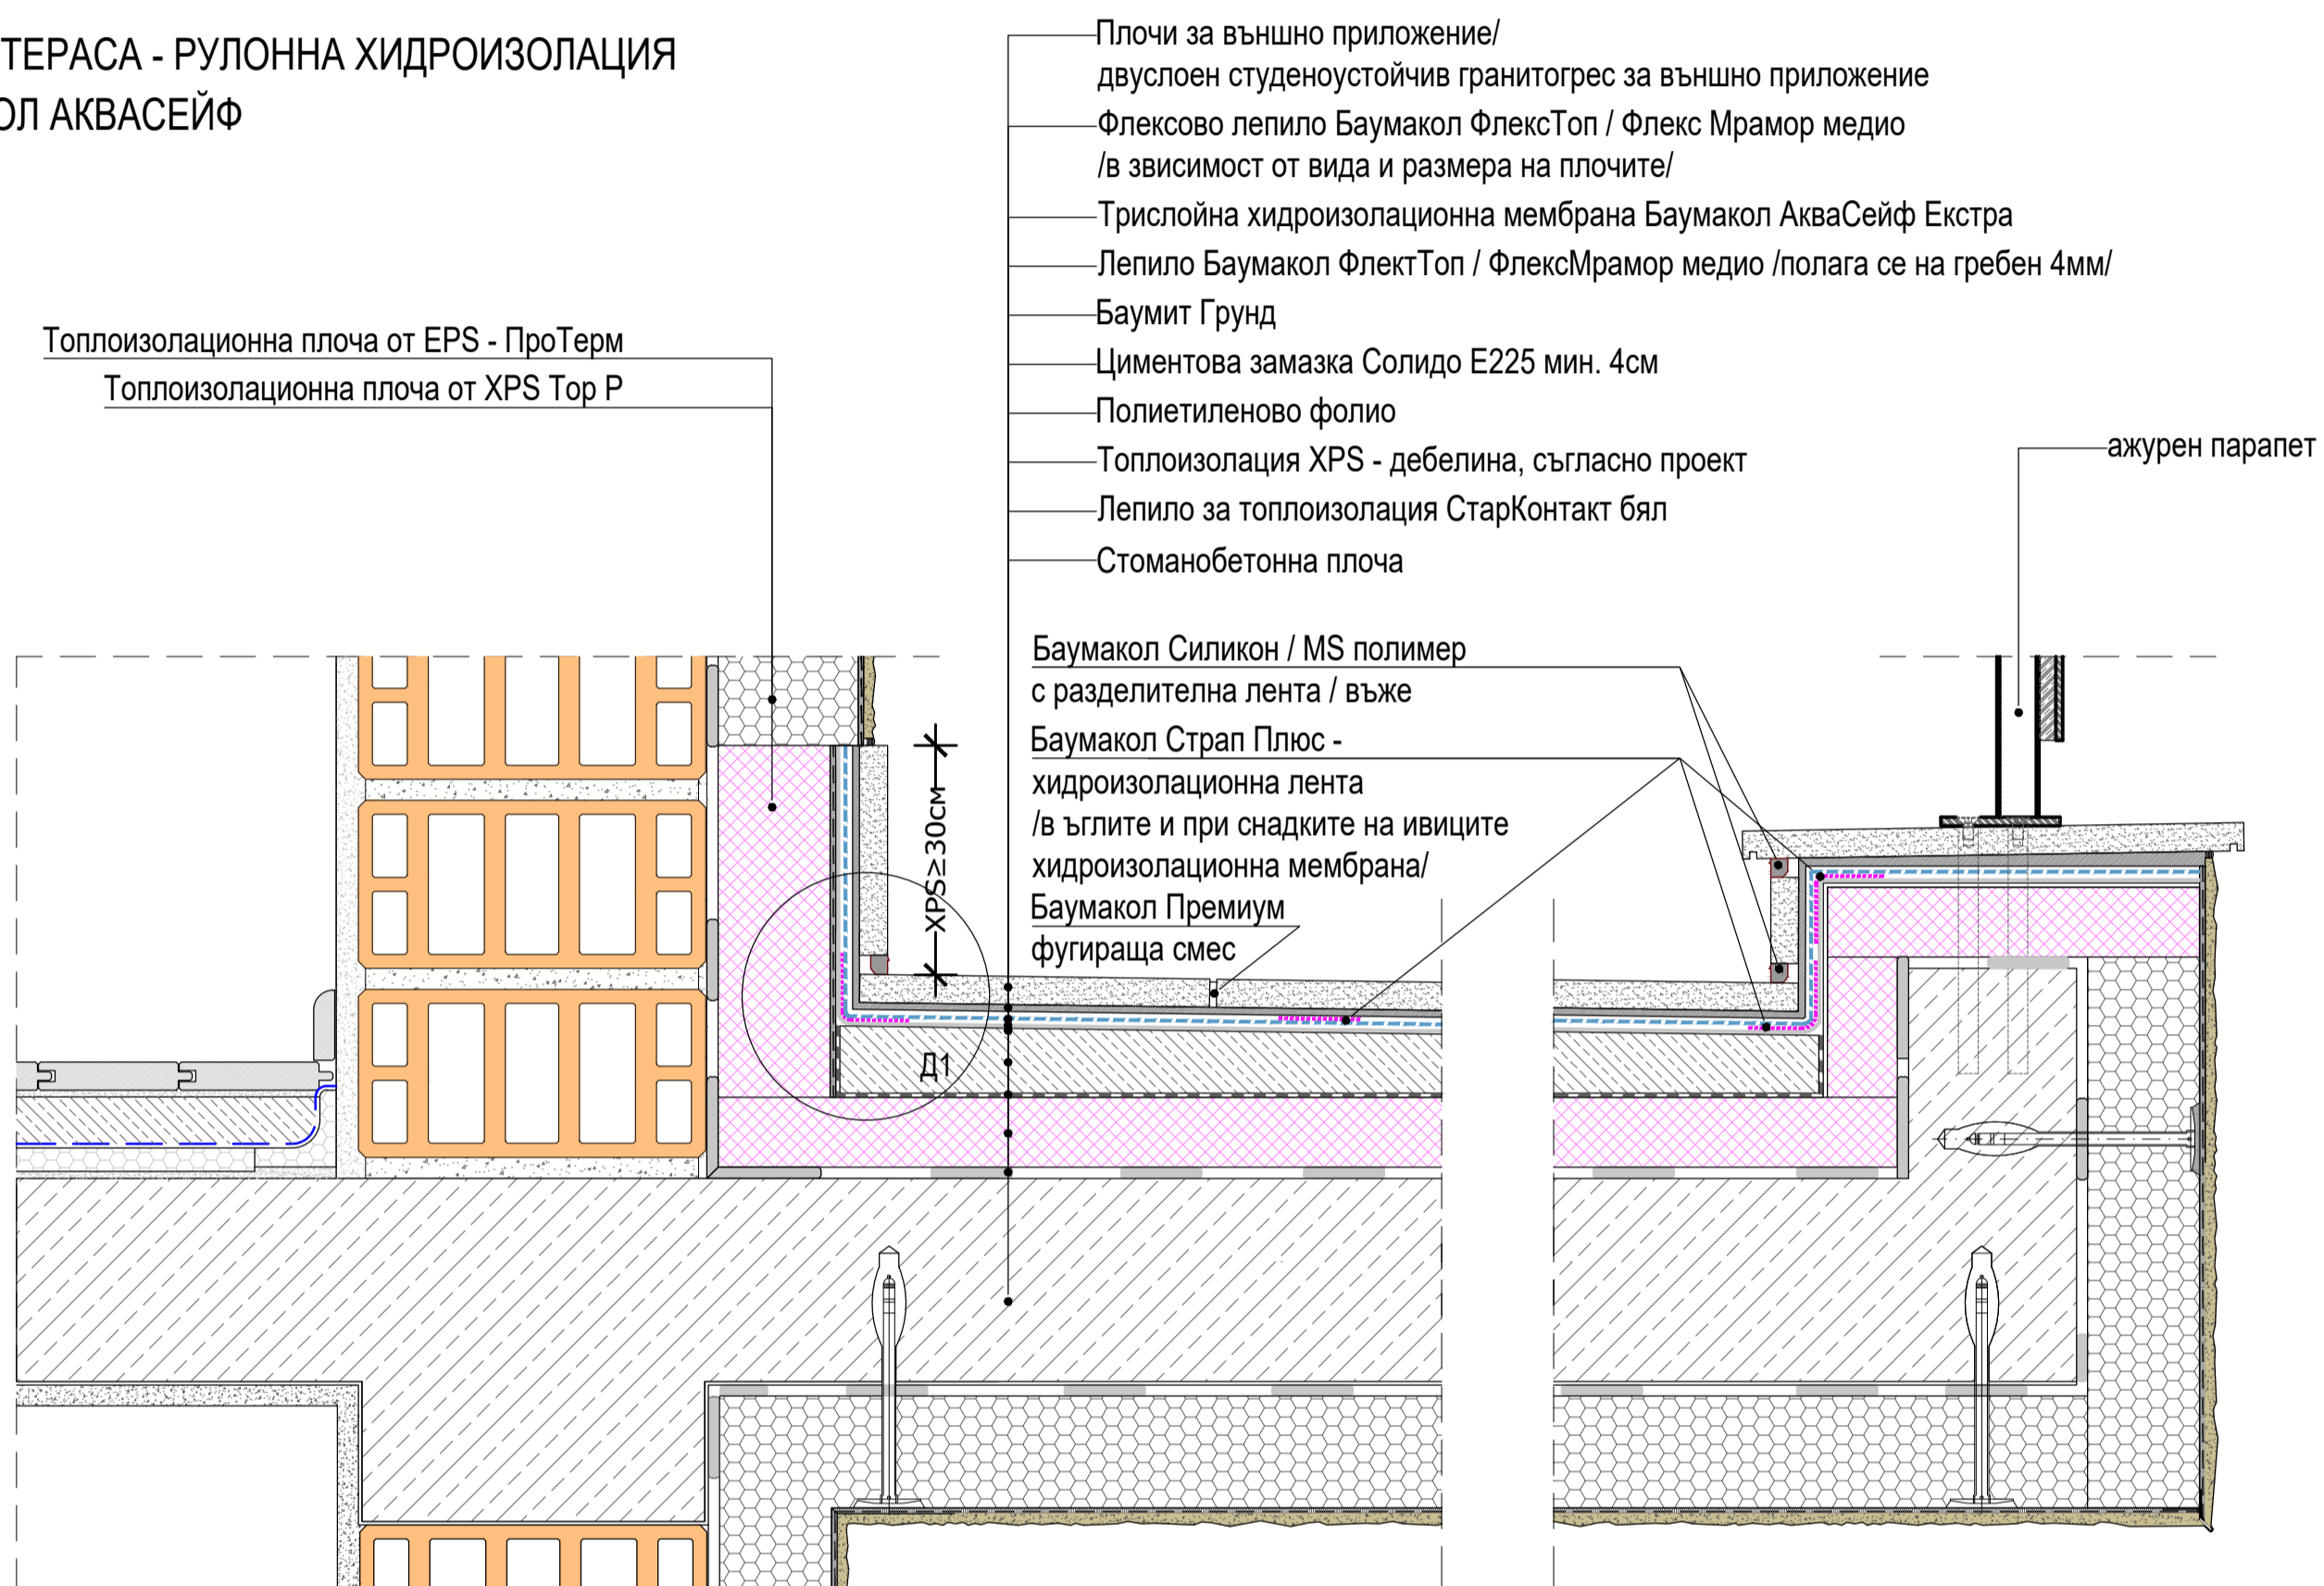 ТЕРАСА - РУЛОННА ХИДРОИЗОЛАЦИЯ
ОЛ АКВАСЕЙФ
Плочи за външно приложение/
двуслоен студеноустойчив гранитогрес за външно приложение
Флексово лепило Баумакол ФлексТоп / Флекс Мрамор медио
/в звисимост от вида и размера на плочите/
Трислойна хидроизолационна мембрана Баумакол АкваСейф Екстра
Лепило Баумакол ФлектТоп / ФлексМрамор медио /полага се на гребен 4мм/
Баумит Грунд
Циментова замазка Солидо Е225 мин. 4см
Полиетиленово фолио
Топлоизолация XPS - дебелина, съгласно проект
Лепило за топлоизолация СтарКонтакт бял
Стоманобетонна плоча
Топлоизолационна плоча от EPS - ПроТерм
Топлоизолационна плоча от XPS Top P
ажурен парапет
Баумакол Силикон / MS полимер
с разделителна лента / въже
Баумакол Страп Плюс -
хидроизолационна лента
/в ъглите и при снадките на ивиците
хидроизолационна мембрана/
Баумакол Премиум
фугираща смес
XPS≥30см
Д1